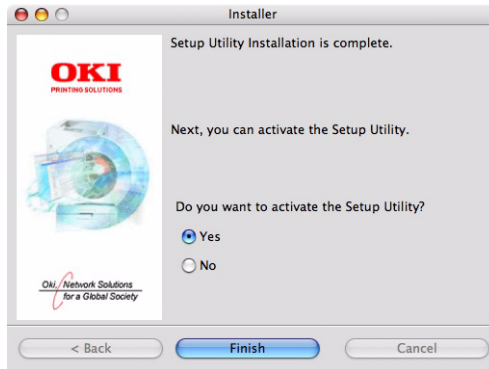 Installer
Setup Utility Installation is complete.
OKI
PRINTING SOLUTIONS
Next, you can activate the Setup Utility.
Do you want to activate the Setup Utility?
Yes
No
Oki, Network Solutions
for a Global Society
< Back
Finish
Cancel